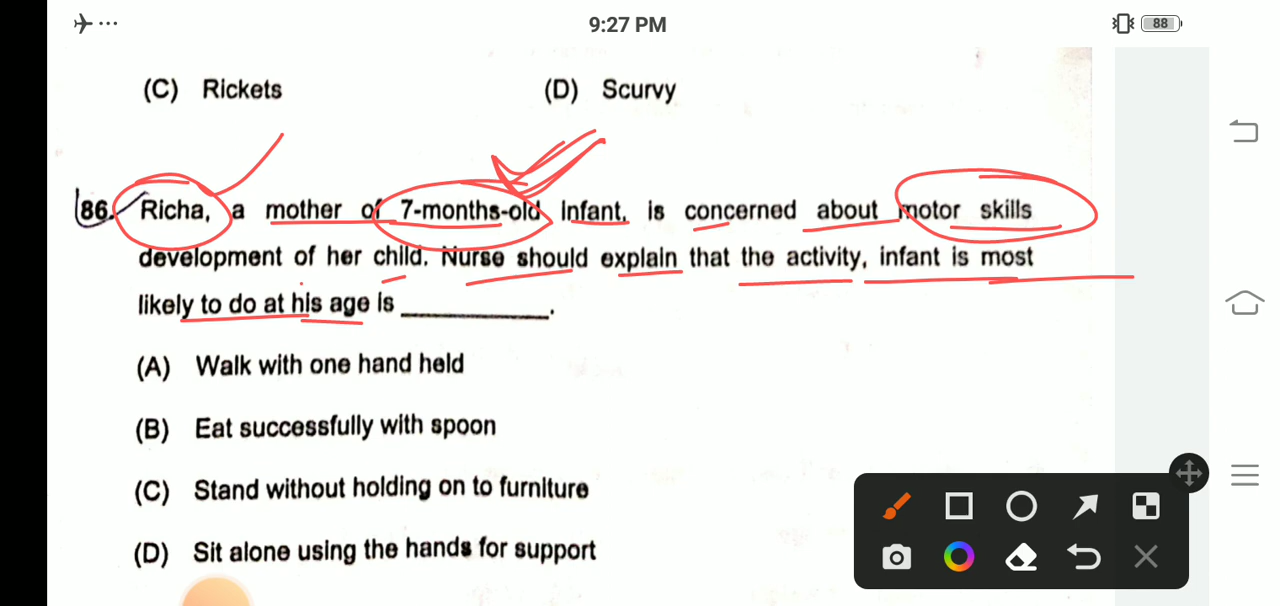 9:27 PM
88
(C) Rickets (D) Scurvy
86. Richa, a mother of 7-months-old Infant, is concerned about motor skills
development of her child. Nurse should explain that the activity, infant is most
likely to do at his age is __________.
(A) Walk with one hand held
(B) Eat successfully with spoon
(C) Stand without holding on to furniture
(D) Sit alone using the hands for support